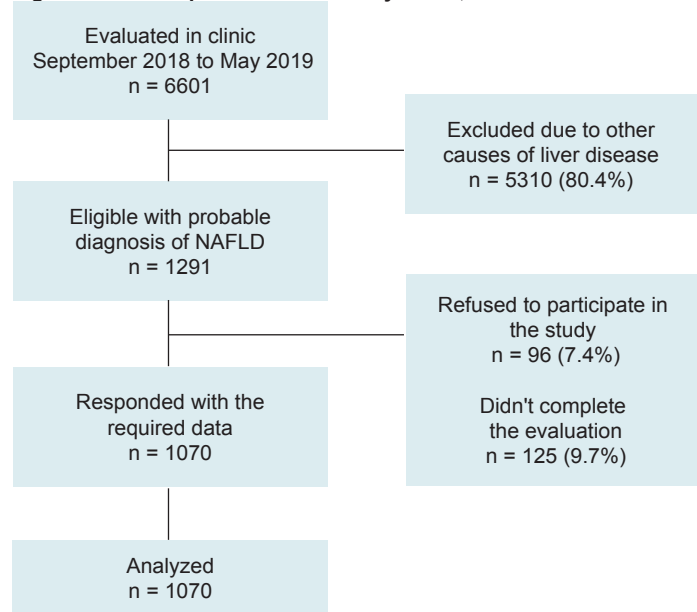 Evaluated in clinic
September 2018 to May 2019
n = 6601
Excluded due to other
causes of liver disease
n = 5310 (80.4%)
Eligible with probable
diagnosis of NAFLD
n = 1291
Refused to participate in
the study
n = 96 (7.4%)
Didn't complete
the evaluation
n = 125 (9.7%)
Responded with the
required data
n = 1070
Analyzed
n = 1070